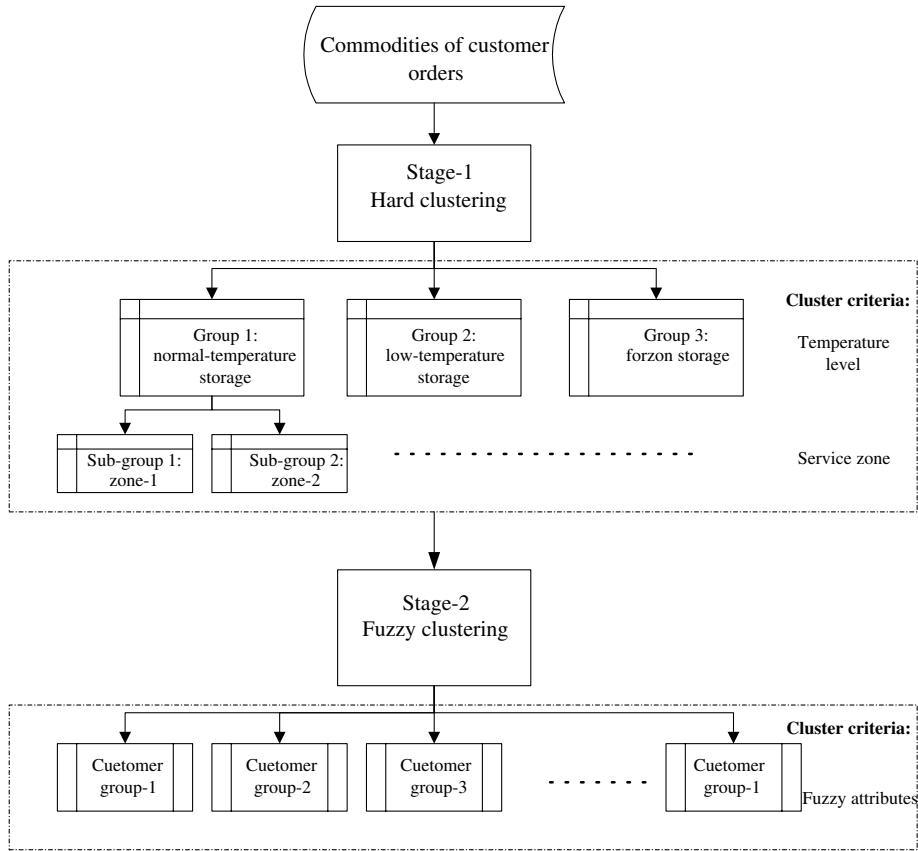 Commodities of customer
orders
Stage-1
Hard clustering
Cluster criteria:
Group 1:
normal-temperature
storage
Group 2:
low-temperature
storage
Group 3:
forzon storage
Temperature
level
Sub-group 1:
zone-1
Sub-group 2:
zone-2
Service zone
Stage-2
Fuzzy clustering
Cluster criteria:
Cuetomer
group-1
Cuetomer
group-2
Cuetomer
group-3
Cuetomer
group-1
Fuzzy attributes